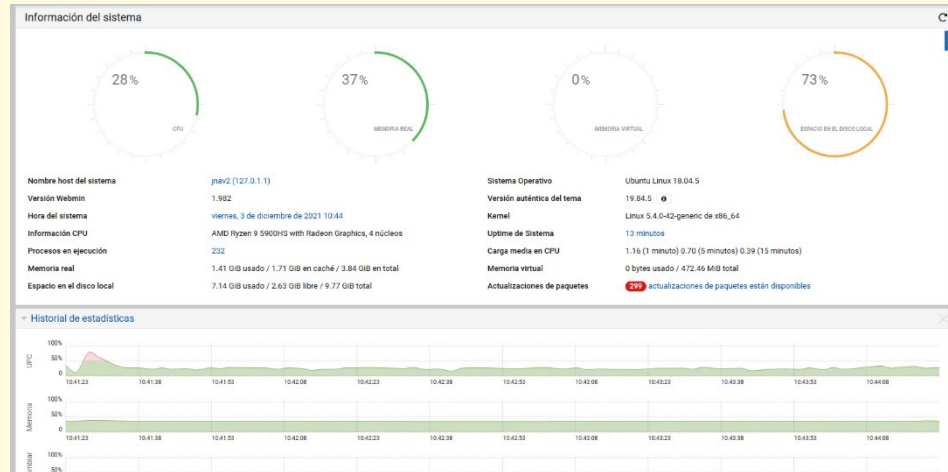 Información del sistema
28%
CPU
37%
MEMORIA REAL
0%
MEMORIA VIRTUAL
73%
ESPACIO EN EL DISCO LOCAL
Nombre host del sistema jnav2 (127.0.1.1) Sistema Operativo Ubuntu Linux 18.04.5
Versión Webmin 1.982 Versión auténtica del tema 19.84.5
Hora del sistema viernes, 3 de diciembre de 2021 10:44 Kernel Linux 5.4.0-42-generic de x86_64
Información CPU AMD Ryzen 9 5900HS with Radeon Graphics, 4 núcleos Uptime de Sistema 13 minutos
Procesos en ejecución 232 Carga media en CPU 1.16 (1 minuto) 0.70 (5 minutos) 0.39 (15 minutos)
Memoria real 1.41 GiB usado / 1.71 GiB en caché / 3.84 GiB en total Memoria virtual 0 bytes usado / 472.46 MiB total
Espacio en el disco local 7.14 GiB usado / 2.63 GiB libre / 9.77 GiB total Actualizaciones de paquetes 299 actualizaciones de paquetes están disponibles
Historial de estadísticas
UPC
100%
50%
0
10:41:23 10:41:38 10:41:53 10:42:08 10:42:23 10:42:38 10:42:53 10:43:08 10:43:23 10:43:38 10:43:53 10:44:08
Memoria
100%
50%
0
10:41:23 10:41:38 10:41:53 10:42:08 10:42:23 10:42:38 10:42:53 10:43:08 10:43:23 10:43:38 10:43:53 10:44:08
100%
50%